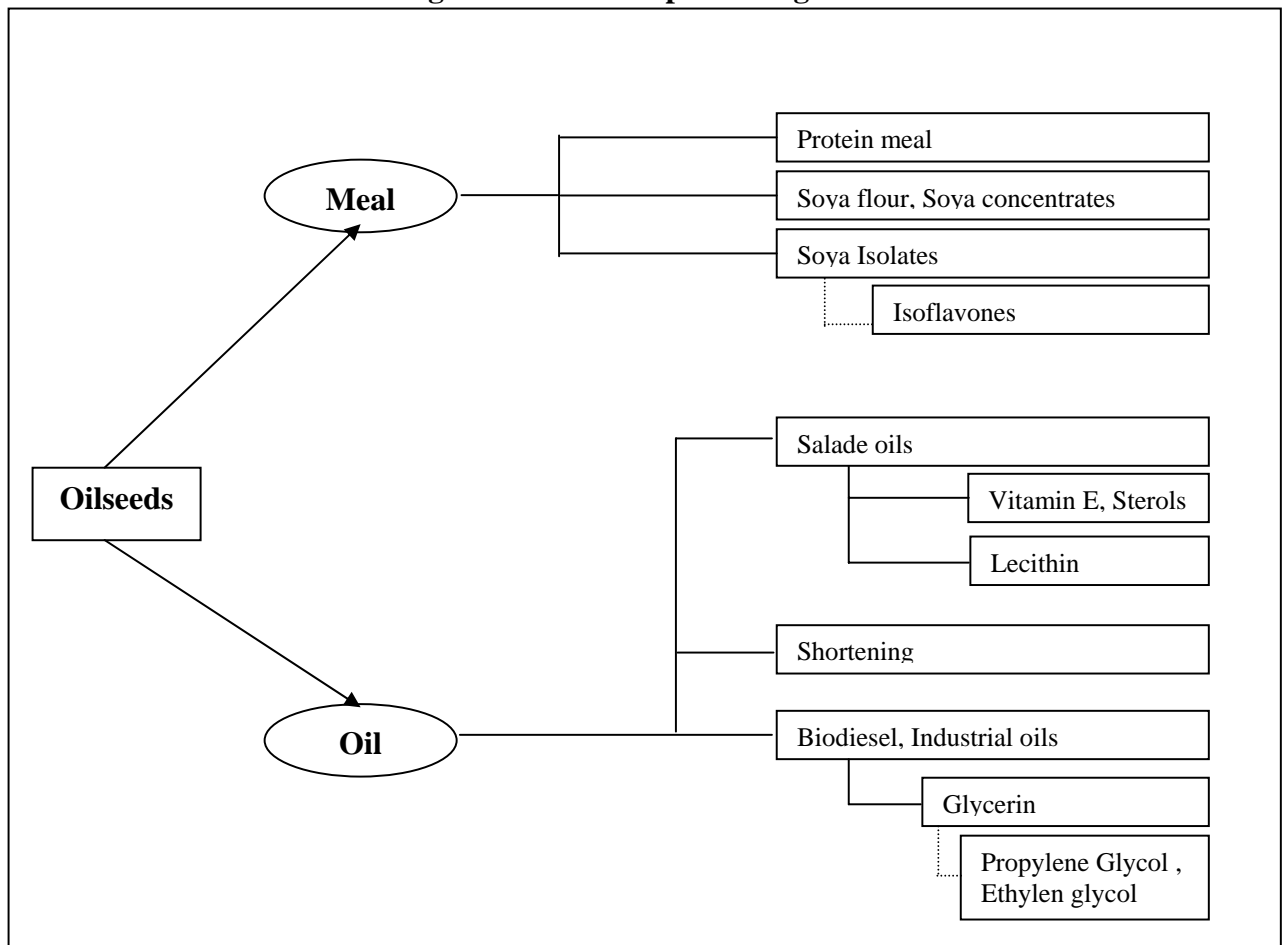 Protein meal
Meal
Soya flour, Soya concentrates
Soya Isolates
Isoflavones
Salade oils
Oilseeds
Vitamin E, Sterols
Lecithin
Shortening
Oil
Biodiesel, Industrial oils
Glycerin
Propylene Glycol ,
Ethylen glycol